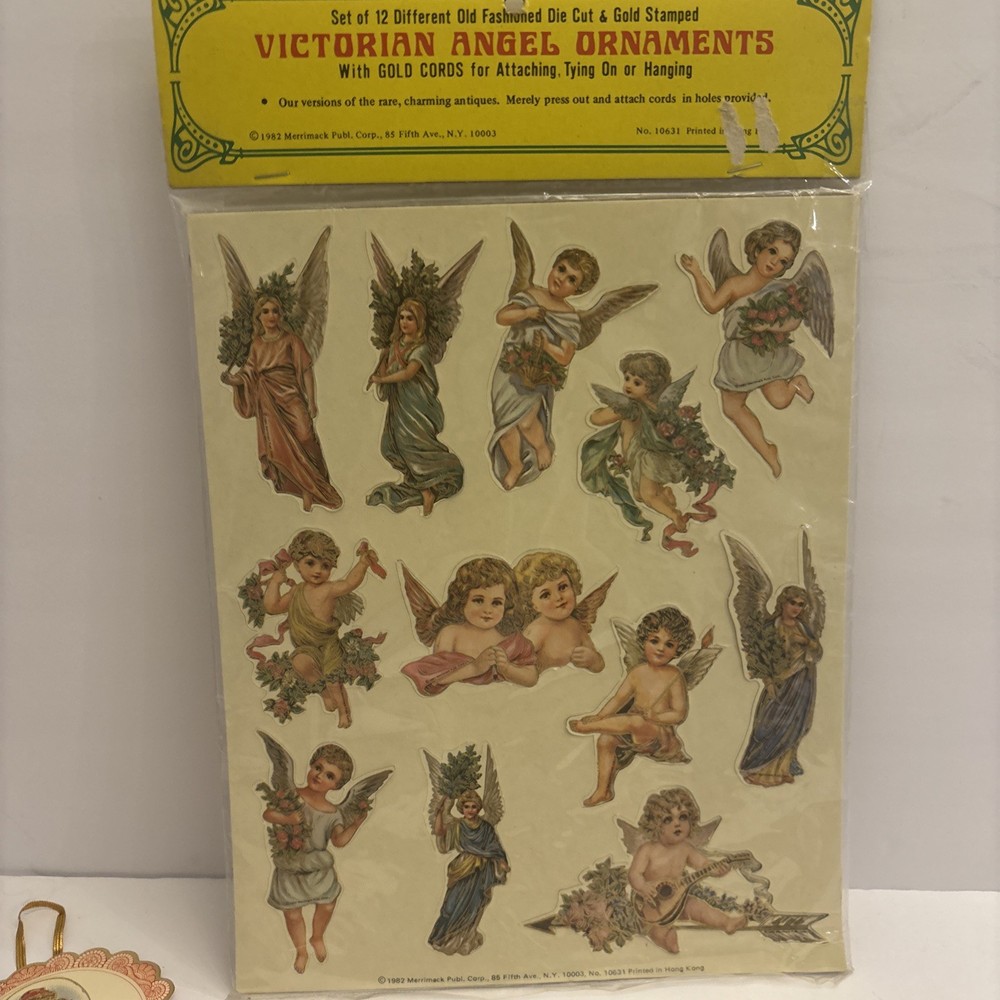 Set of 12 Different Old Fashioned Die Cut & Gold Stamped
VICTORIAN ANGEL ORNAMENTS
With GOLD CORDS for Attaching, Tying On or Hanging
• Our versions of the rare, charming antiques. Merely press out and attach cords in holes provided.
©1982 Merrimack Publ. Corp., 85 Fifth Ave., N.Y. 10003 No. 10631 Printed in
©1982 Merrimack Publ. Corp., 85 Fifth Ave., N.Y. 10003, No. 10631 Printed in Hong Kong